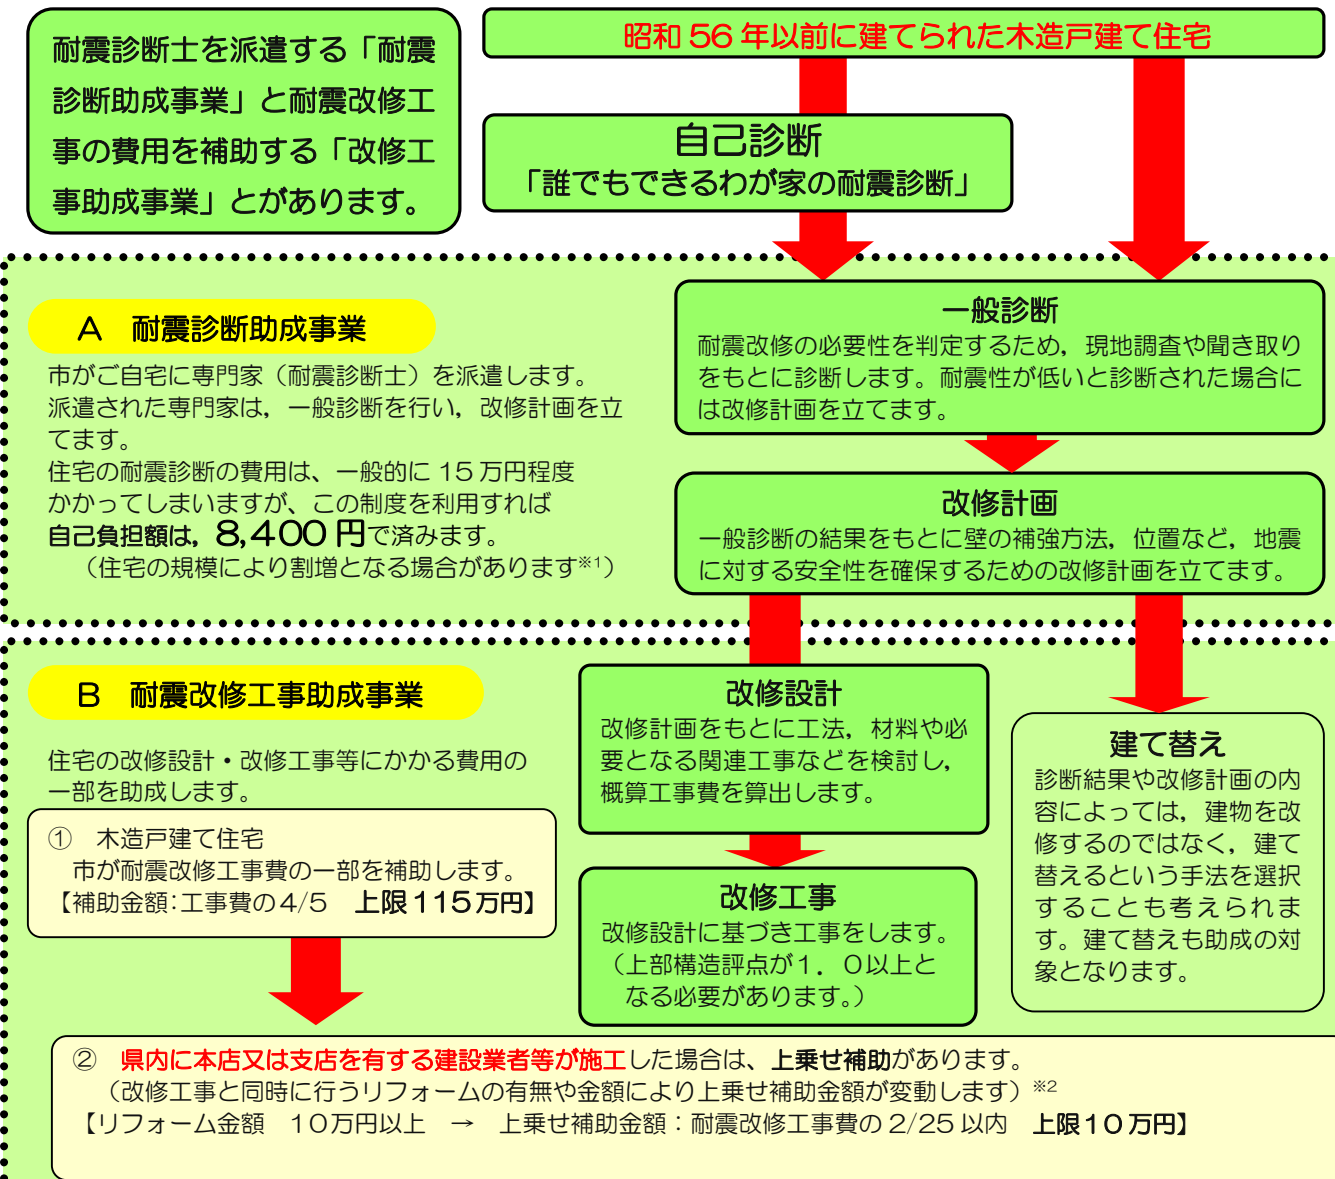 耐震診断士を派遣する「耐震
診断助成事業」と耐震改修工
事の費用を補助する「改修工
事助成事業」とがあります。
昭和 56 年以前に建てられた木造戸建て住宅
自己診断
「誰でもできるわが家の耐震診断」
A　耐震診断助成事業
市がご自宅に専門家（耐震診断士）を派遣します。
派遣された専門家は，一般診断を行い，改修計画を立
てます。
住宅の耐震診断の費用は、一般的に 15 万円程度
かかってしまいますが、この制度を利用すれば
自己負担額は，8,400 円で済みます。
（住宅の規模により割増となる場合があります※1）
一般診断
耐震改修の必要性を判定するため，現地調査や聞き取り
をもとに診断します。耐震性が低いと診断された場合に
は改修計画を立てます。
改修計画
一般診断の結果をもとに壁の補強方法，位置など，地震
に対する安全性を確保するための改修計画を立てます。
B　耐震改修工事助成事業
住宅の改修設計・改修工事等にかかる費用の
一部を助成します。
①　木造戸建て住宅
市が耐震改修工事費の一部を補助します。
【補助金額：工事費の４/５　上限１１５万円】
改修設計
改修計画をもとに工法，材料や必
要となる関連工事などを検討し，
概算工事費を算出します。
改修工事
改修設計に基づき工事をします。
（上部構造評点が１．０以上と
なる必要があります。）
建て替え
診断結果や改修計画の内
容によっては，建物を改
修するのではなく，建て
替えるという手法を選択
することも考えられま
す。建て替えも助成の対
象となります。
②　県内に本店又は支店を有する建設業者等が施工した場合は、上乗せ補助があります。
（改修工事と同時に行うリフォームの有無や金額により上乗せ補助金額が変動します）※2
【リフォーム金額　１０万円以上　→　上乗せ補助金額：耐震改修工事費の 2/25 以内　上限１０万円】